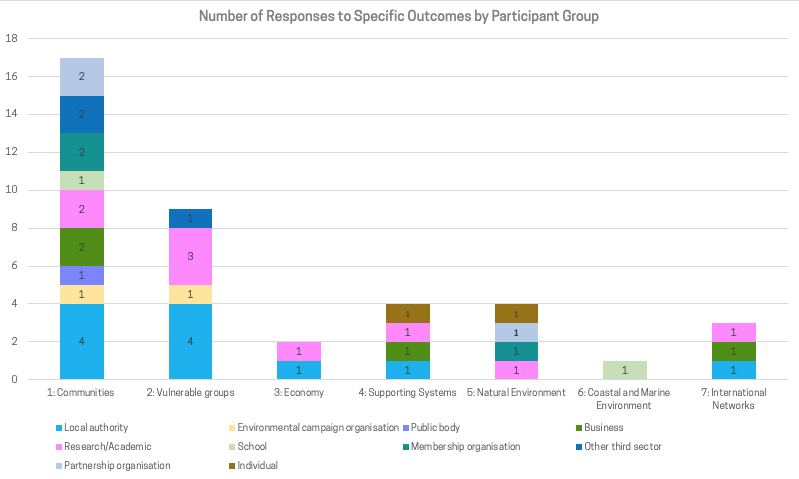 Number of Responses to Specific Outcomes by Participant Group
18
16
14
12
10
8
6
4
2
0
2
2
2
1
2
2
1
1
4
1
3
1
4
1
1
1
1
1
1
1
1
1
1
1
1
1
1
1: Communities
2: Vulnerable groups
3: Economy
4: Supporting Systems
5: Natural Environment
6: Coastal and Marine
Environment
7: International
Networks
Local authority
Environmental campaign organisation
Public body
Business
Research/Academic
School
Membership organisation
Other third sector
Partnership organisation
Individual